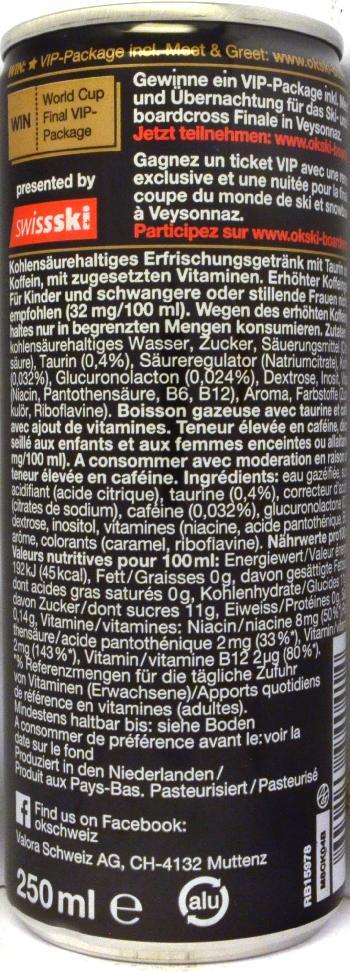 WIN: ★ VIP-Package incl. Meet & Greet: www.okski-
WIN
World Cup
Final VIP-
Package
Gewinne ein VIP-Package inkl.
und Übernachtung für das Ski-
boardcross Finale in Veysonnaz.
Jetzt teilnehmen: www.okski-board
Gagnez un ticket VIP avec une
exclusive et une nuitée pour la
coupe du monde de ski et snow
à Veysonnaz.
Participez sur www.okski-boarder
presented by
swissski
Kohlensäurehaltiges Erfrischungsgetränk mit Taurin
Koffein, mit zugesetzten Vitaminen. Erhöhter Koffein
Für Kinder und schwangere oder stillende Frauen
empfohlen (32 mg/100 ml). Wegen des erhöhten Koffein
haltes nur in begrenzten Mengen konsumieren. Zutaten
kohlensäurehaltiges Wasser, Zucker, Säuerungsmittel
säure), Taurin (0,4%), Säureregulator (Natriumcitrate),
(0,032%), Glucuronolacton (0,024%), Dextrose, Inosit,
(Niacin, Pantothensäure, B6, B12), Aroma, Farbstoffe
kulör, Riboflavine). Boisson gazeuse avec taurine et
avec ajout de vitamines. Teneur élevée en caféine,
seillé aux enfants et aux femmes enceintes ou allaitan
mg/100 ml). A consommer avec modération en raison
teneur élevée en caféine. Ingrédients: eau gazéifiée,
acidifiant (acide citrique), taurine (0,4%), correcteur d'
(citrates de sodium), caféine (0,032%), glucuronolactone
dextrose, inositol, vitamines (niacine, acide pantothénique,
arôme, colorants (caramel, riboflavine). Nährwerte pro 100
Valeurs nutritives pour 100 ml: Energiewert/Valeur
192 kJ (45 kcal), Fett/Graisses 0 g, davon gesättigte
dont acides gras saturés 0 g, Kohlenhydrate/Glucides
davon Zucker/dont sucres 11 g, Eiweiss/Protéines 0
0,14 g, Vitamine/vitamines: Niacin/niacine 8 mg (50
thensäure/acide pantothénique 2 mg (33 %*), Vitamin/
2 mg (143 %*), Vitamin/vitamine B12 2 µg (80 %*).
*% Referenzmengen für die tägliche Zufuhr
von Vitaminen (Erwachsene)/Apports quotidiens
de référence en vitamines (adultes).
Mindestens haltbar bis: siehe Boden
A consommer de préférence avant le: voir la
date sur le fond
Produziert in den Niederlanden/
Produit aux Pays-Bas. Pasteurisiert/Pasteurisé
f Find us on Facebook:
okschweiz
Valora Schweiz AG, CH-4132 Muttenz
250 ml e
alu
RB15978
M8CK04B